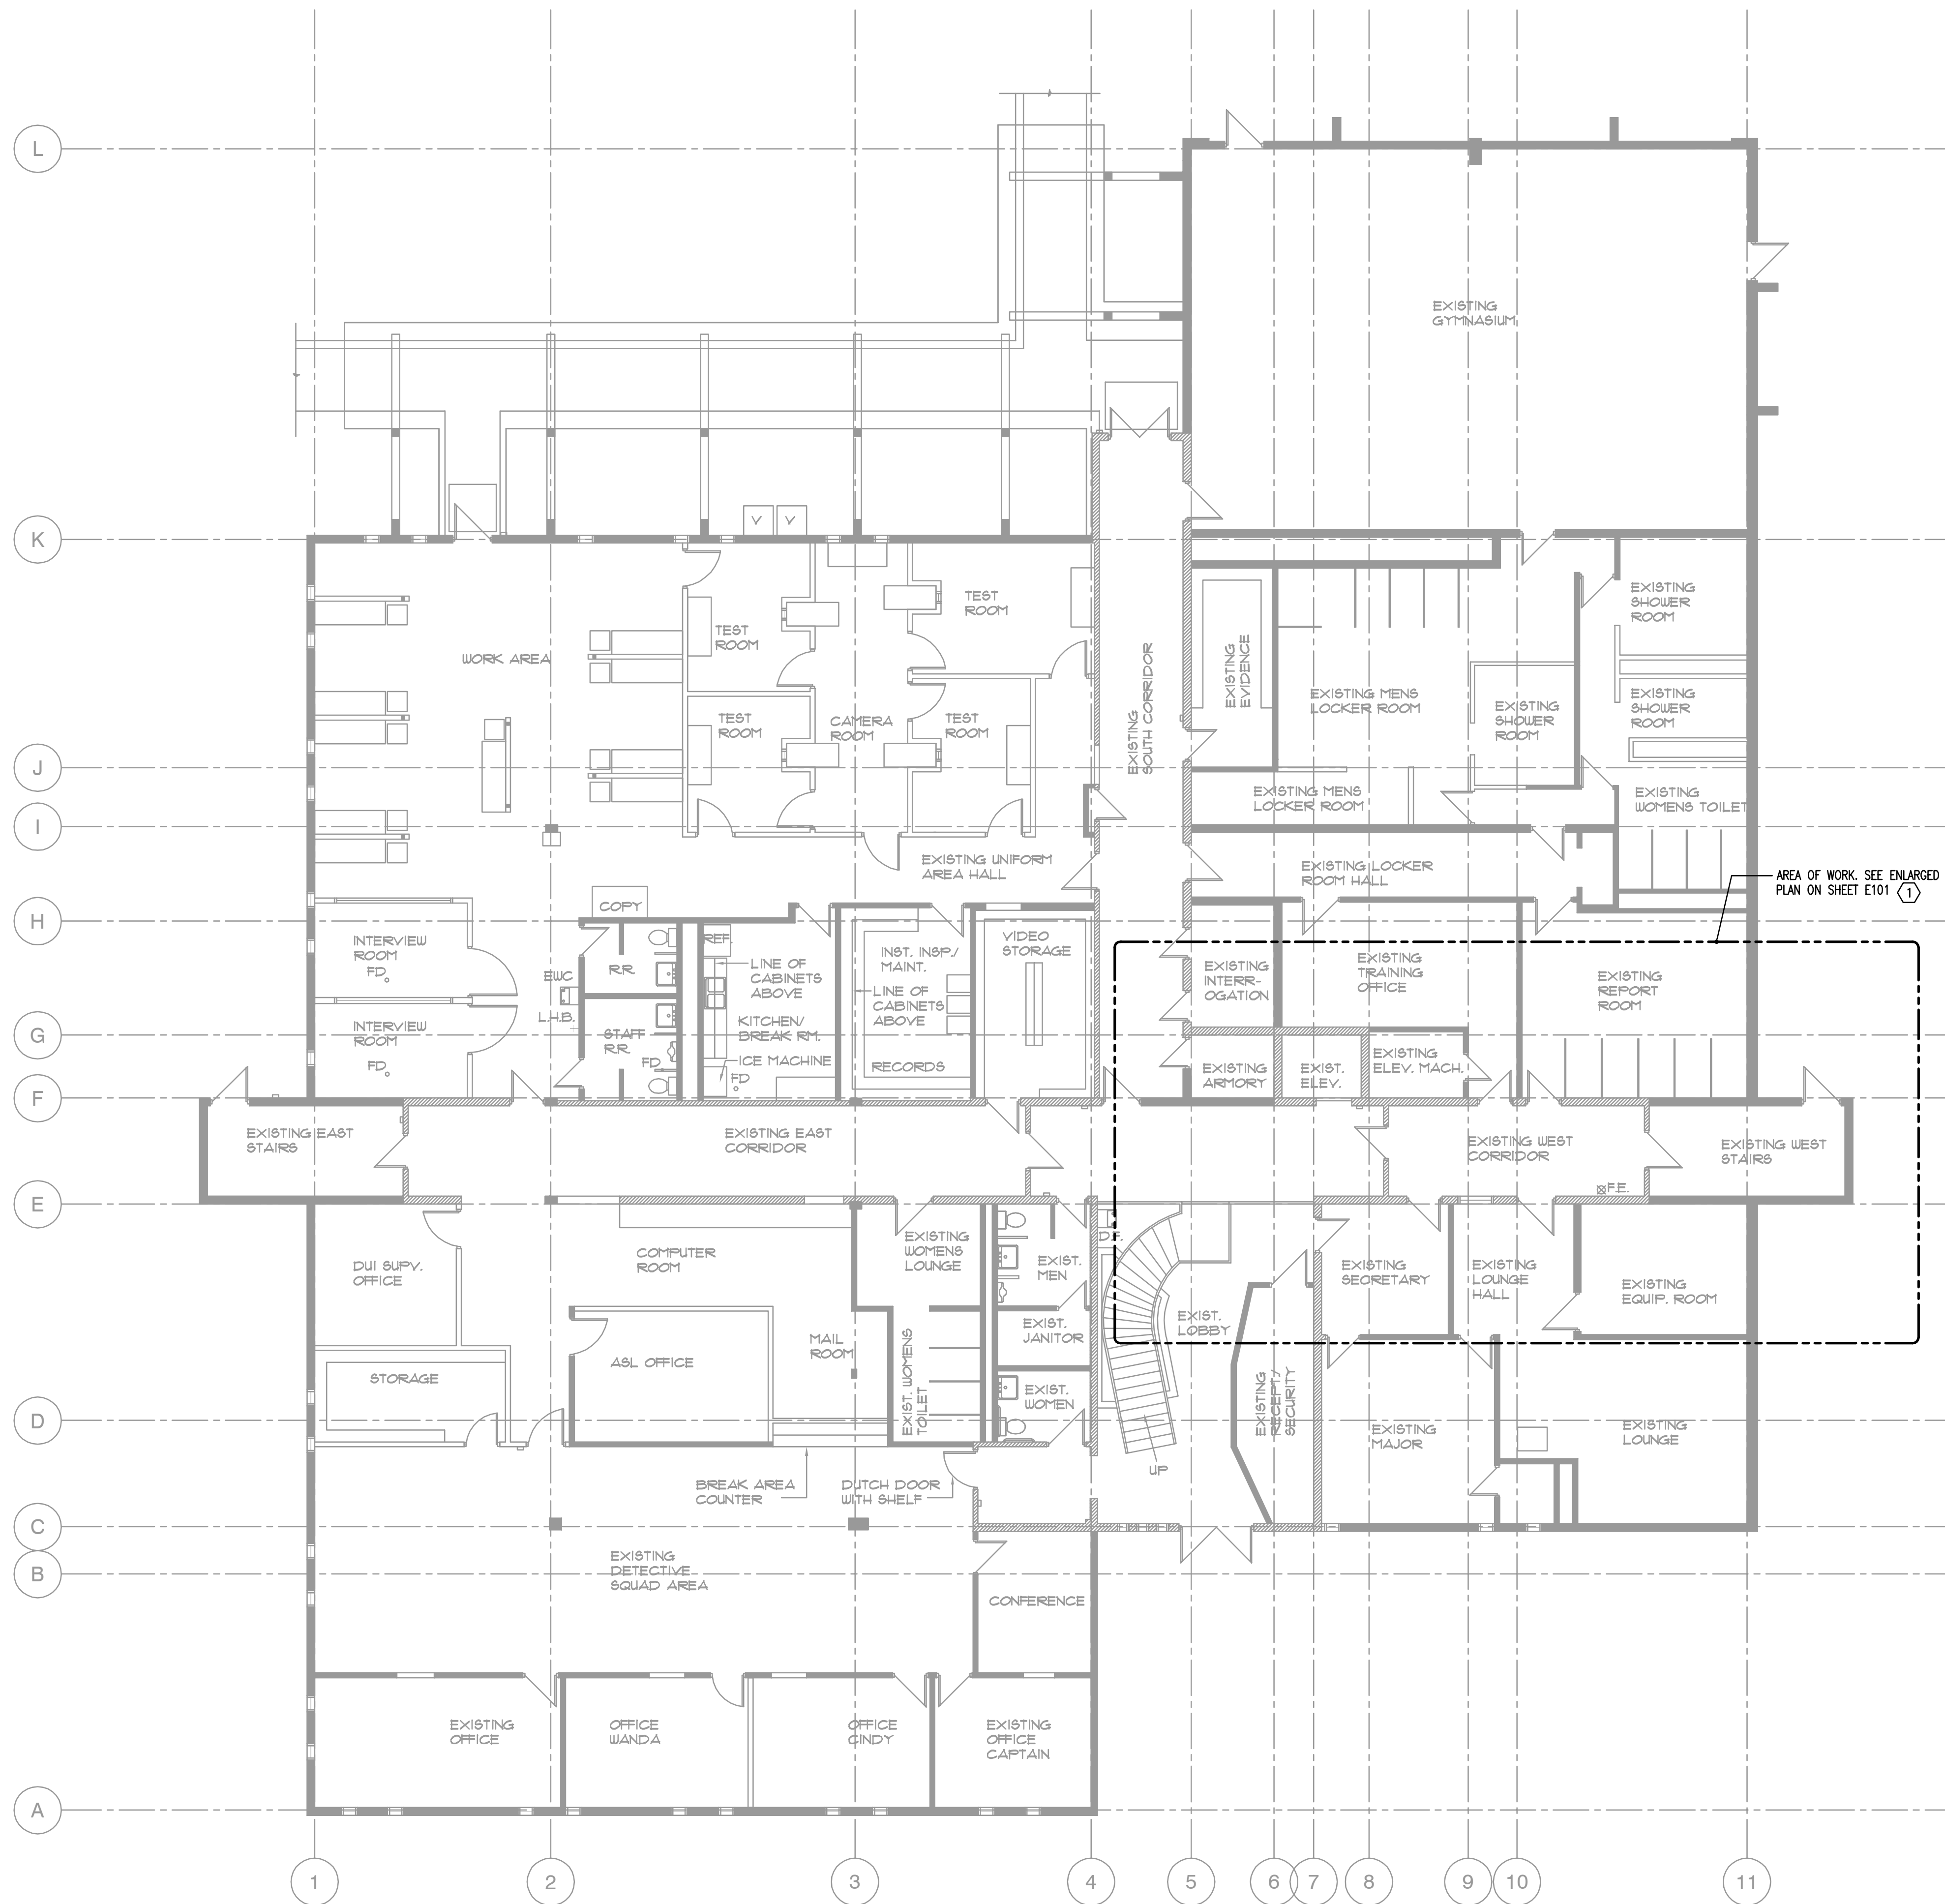 L
EXISTING
GYMNASIUM
K
V
V
TEST
ROOM
TEST
ROOM
WORK AREA
TEST
ROOM
CAMERA
ROOM
TEST
ROOM
EXISTING
SOUTH CORRIDOR
EXISTING
EVIDENCE
EXISTING MENS
LOCKER ROOM
EXISTING
SHOWER
ROOM
EXISTING
SHOWER
ROOM
EXISTING
SHOWER
ROOM
J
EXISTING MENS
LOCKER ROOM
EXISTING
WOMENS TOILET
I
EXISTING UNIFORM
AREA HALL
EXISTING LOCKER
ROOM HALL
AREA OF WORK. SEE ENLARGED
PLAN ON SHEET E101 1
COPY
H
INTERVIEW
ROOM
FD
EWC
L.H.B.
R.R.
REF.
LINE OF
CABINETS
ABOVE
INST. INSP./
MAINT.
LINE OF
CABINETS
ABOVE
VIDEO
STORAGE
EXISTING
INTERR-
OGATION
EXISTING
TRAINING
OFFICE
EXISTING
REPORT
ROOM
G
INTERVIEW
ROOM
FD
STAFF
R.R.
FD
KITCHEN/
BREAK RM.
ICE MACHINE
FD
RECORDS
EXISTING
ARMORY
EXIST.
ELEV.
EXISTING
ELEV. MACH.
F
EXISTING EAST
STAIRS
EXISTING EAST
CORRIDOR
EXISTING WEST
CORRIDOR
EXISTING WEST
STAIRS
F.E.
E
DUI SUPV.
OFFICE
COMPUTER
ROOM
EXISTING
WOMENS
LOUNGE
EXIST.
MEN
D.F.
EXISTING
SECRETARY
EXISTING
LOUNGE
HALL
EXISTING
EQUIP. ROOM
EXIST.
JANITOR
EXIST.
LOBBY
STORAGE
ASL OFFICE
MAIL
ROOM
EXIST. WOMENS
TOILET
EXIST.
WOMEN
EXISTING
RECEPT/
SECURITY
D
EXISTING
MAJOR
EXISTING
LOUNGE
UP
BREAK AREA
COUNTER
DUTCH DOOR
WITH SHELF
C
EXISTING
DETECTIVE
SQUAD AREA
B
CONFERENCE
EXISTING
OFFICE
OFFICE
WANDA
OFFICE
CINDY
EXISTING
OFFICE
CAPTAIN
A
1 2 3 4 5 6 7 8 9 10 11